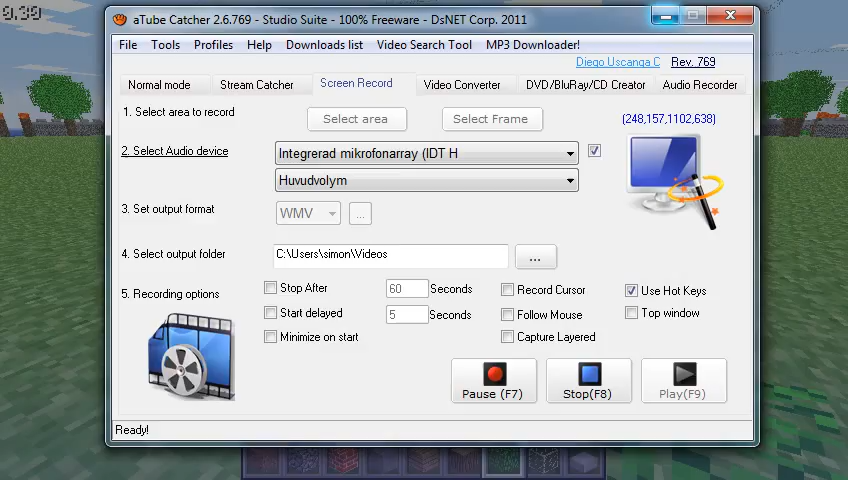 0.30
aTube Catcher 2.6.769 - Studio Suite - 100% Freeware - DsNET Corp. 2011
File Tools Profiles Help Downloads list Video Search Tool MP3 Downloader!
Diego Uscanga C Rev. 769
Normal mode Stream Catcher Screen Record Video Converter DVD/BluRay/CD Creator Audio Recorder
1. Select area to record Select area Select Frame (248,157,1102,638)
2. Select Audio device Integrerad mikrofonarray (IDT H
Huvudvolym
3. Set output format WMV ...
4. Select output folder C:\Users\simon\Videos ...
5. Recording options Stop After 60 Seconds Record Cursor Use Hot Keys
Start delayed 5 Seconds Follow Mouse Top window
Minimize on start Capture Layered
Pause (F7) Stop(F8) Play(F9)
Ready!